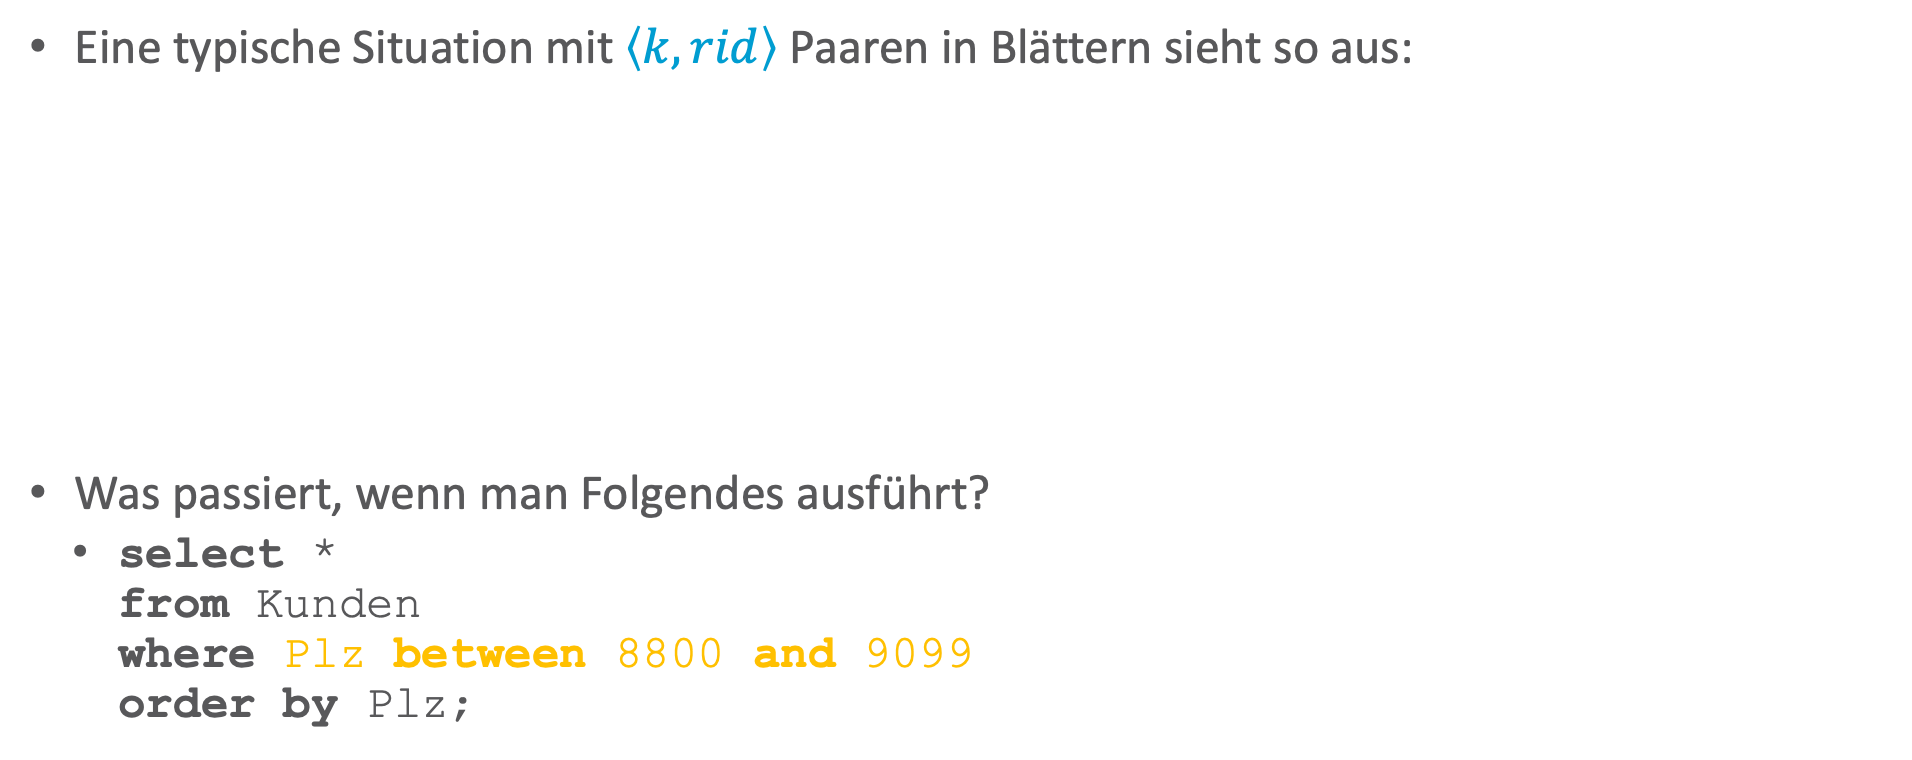 • Eine typische Situation mit ⟨k, rid⟩ Paaren in Blättern sieht so aus:
• Was passiert, wenn man Folgendes ausführt?
• select *
from Kunden
where Plz between 8800 and 9099
order by Plz;